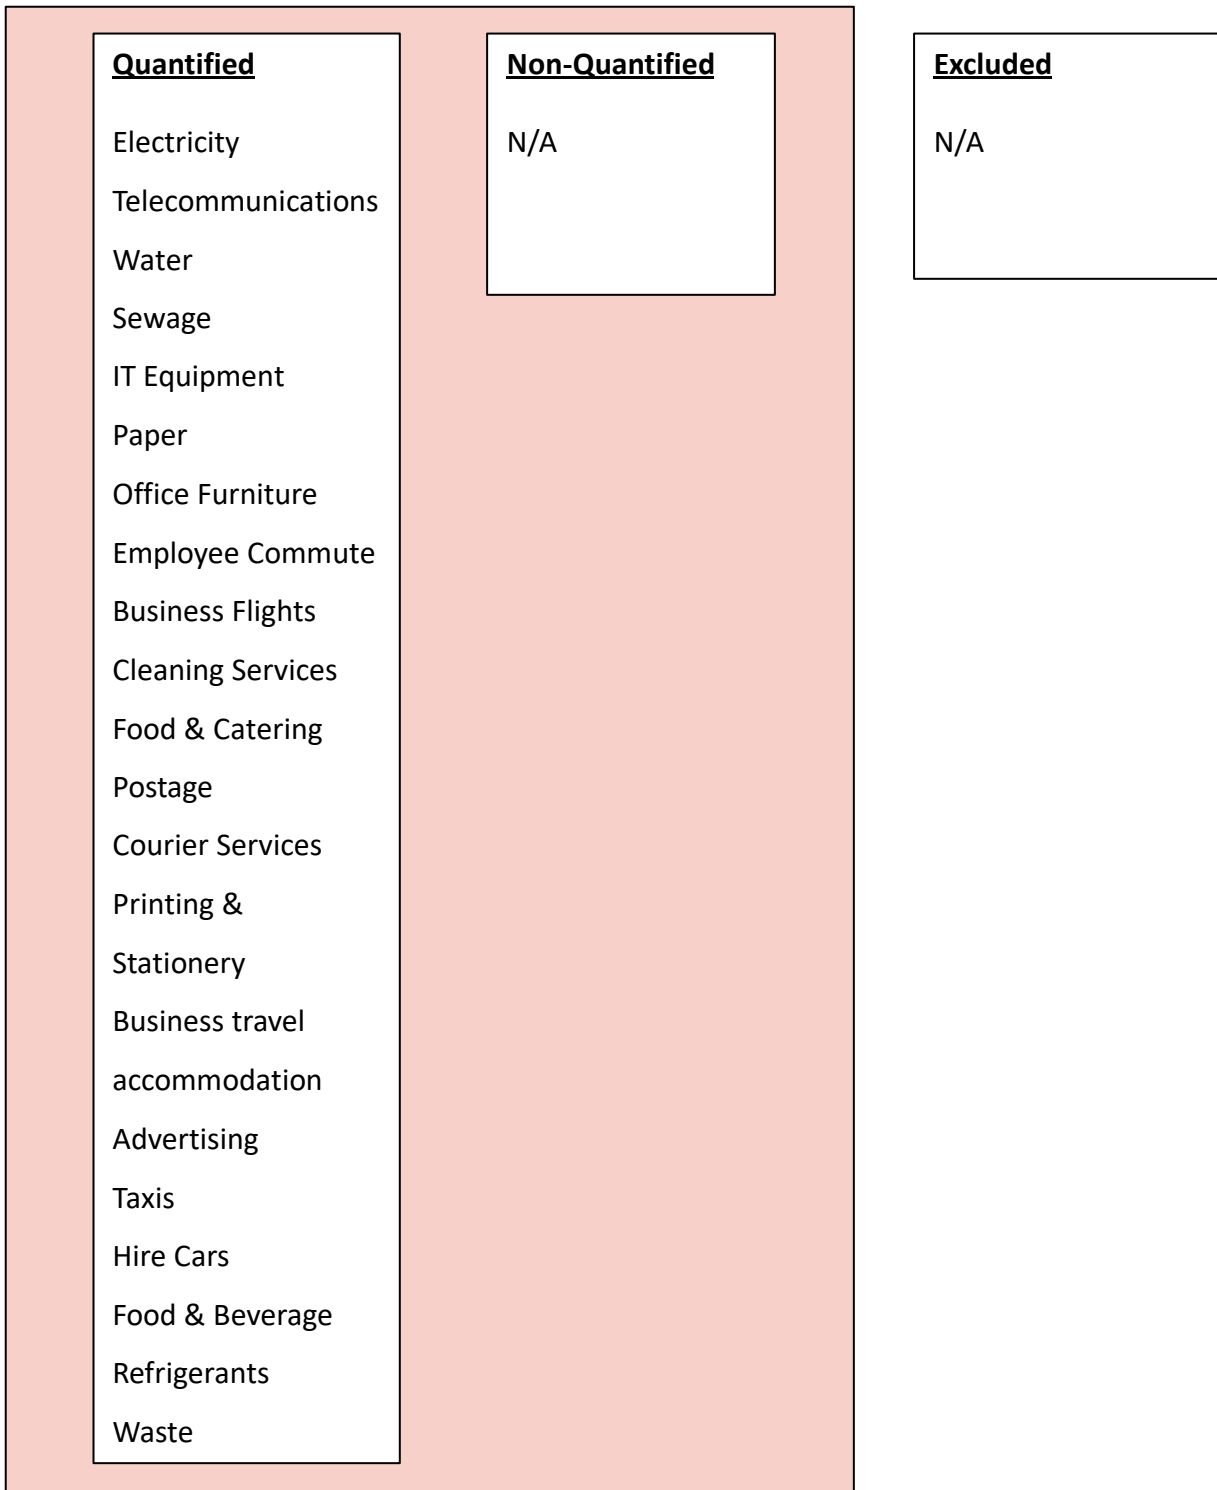 Quantified
Electricity
Telecommunications
Water
Sewage
IT Equipment
Paper
Office Furniture
Employee Commute
Business Flights
Cleaning Services
Food & Catering
Postage
Courier Services
Printing &
Stationery
Business travel
accommodation
Advertising
Taxis
Hire Cars
Food & Beverage
Refrigerants
Waste
Non-Quantified
N/A
Excluded
N/A